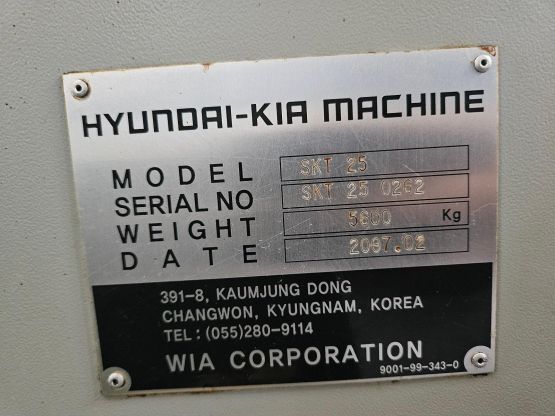 HYUNDAI-KIA MACHINE
MODEL SKT 25
SERIAL NO SKT 25 0262
WEIGHT 5600 Kg
DATE 2007.02
391-8, KAUMJUNG DONG
CHANGWON, KYUNGNAM, KOREA
TEL : (055)280-9114
WIA CORPORATION
9001-99-343-0